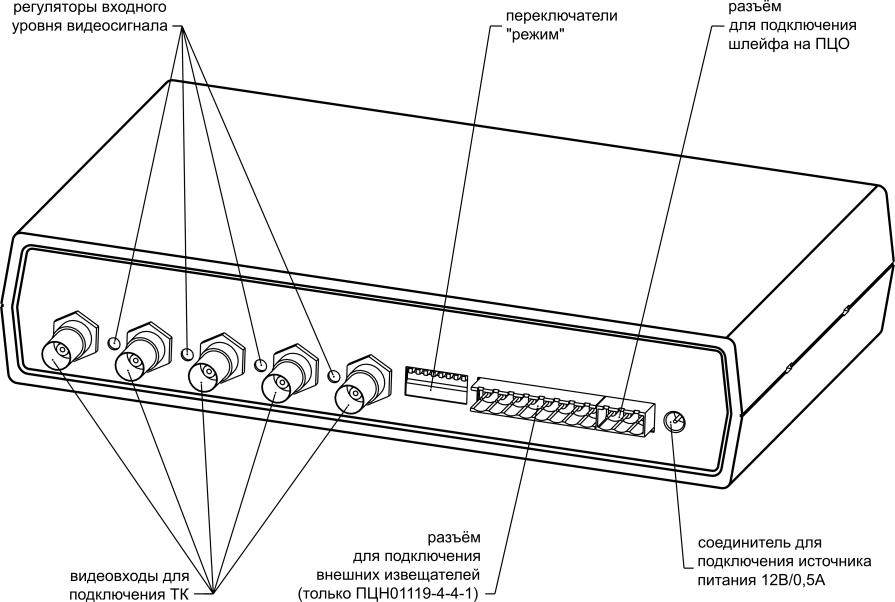 регуляторы входного
уровня видеосигнала
переключатели
"режим"
разъём
для подключения
шлейфа на ПЦО
видеовходы для
подключения ТК
разъём
для подключения
внешних извещателей
(только ПЦН01119-4-4-1)
соединитель для
подключения источника
питания 12В/0,5А